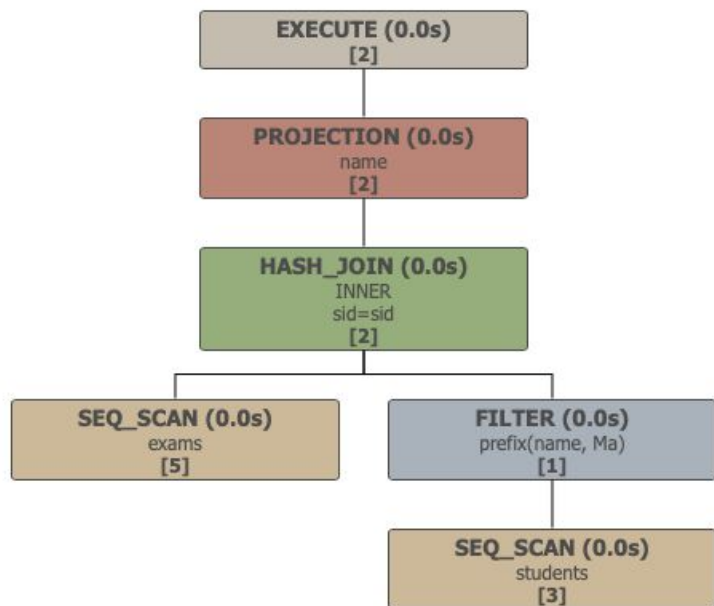 EXECUTE (0.0s)
[2]
PROJECTION (0.0s)
name
[2]
HASH_JOIN (0.0s)
INNER
sid=sid
[2]
SEQ_SCAN (0.0s)
exams
[5]
FILTER (0.0s)
prefix(name, Ma)
[1]
SEQ_SCAN (0.0s)
students
[3]